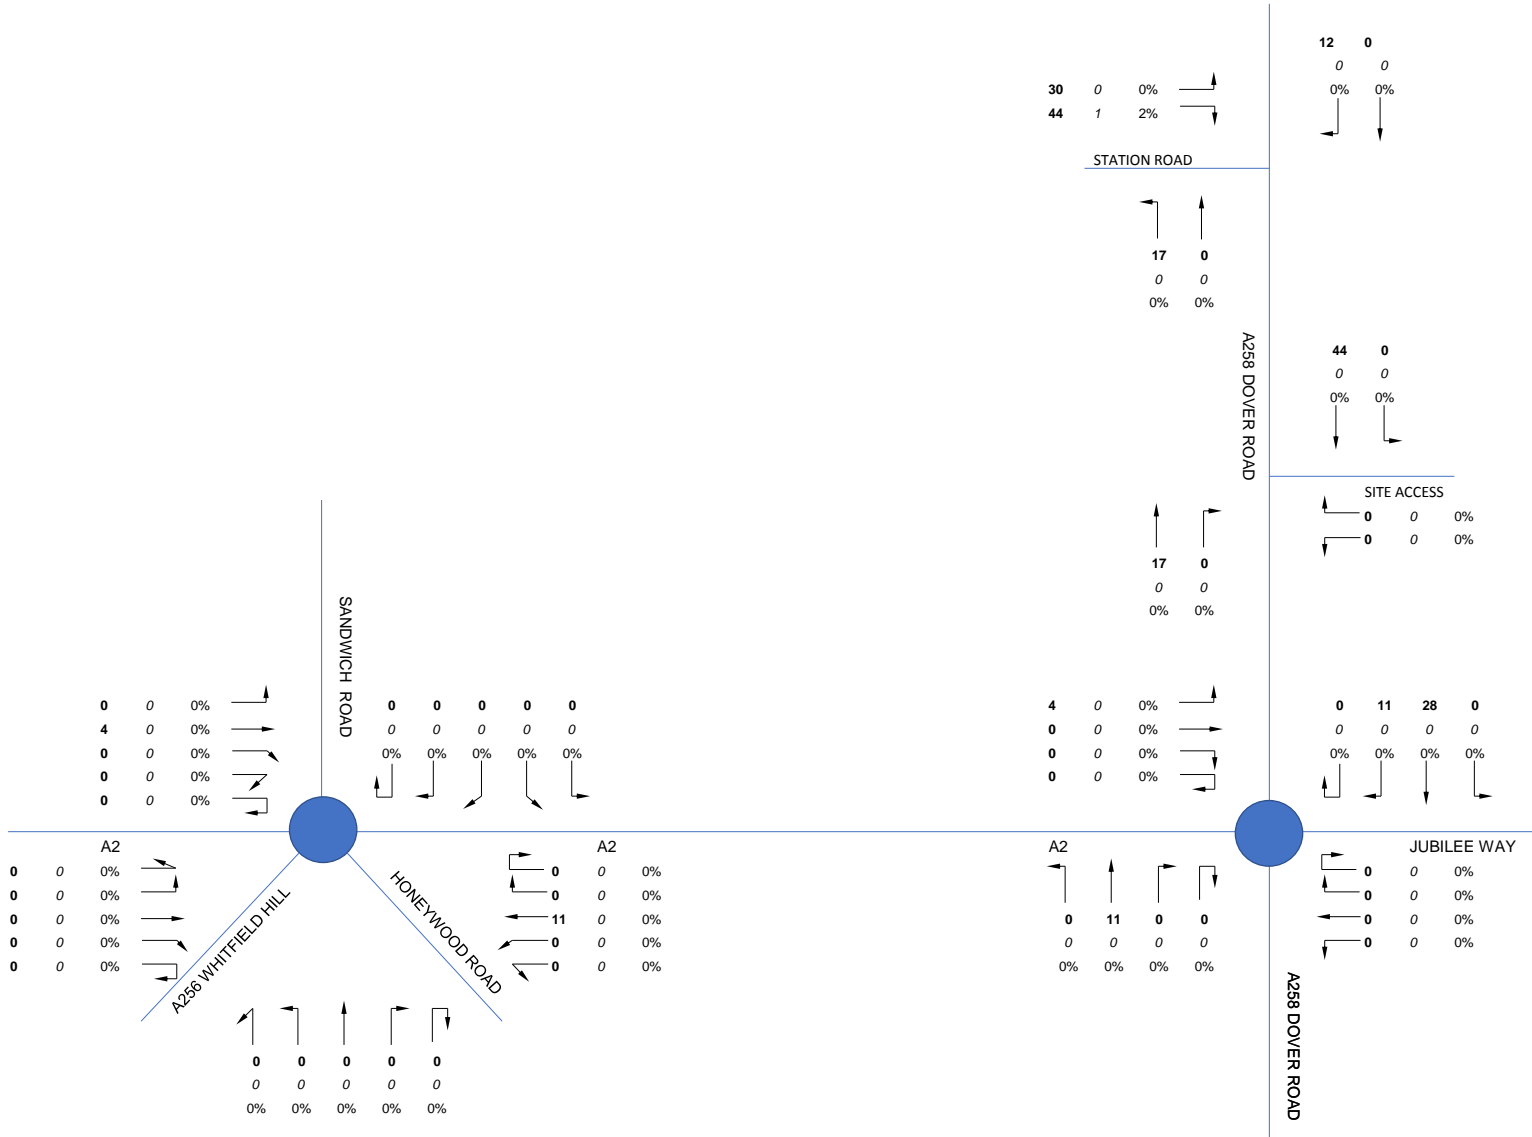 12 0
0 0
0% 0%
30 0 0%
44 1 2%
STATION ROAD
17 0
0 0
0% 0%
A258 DOVER ROAD
44 0
0 0
0% 0%
SITE ACCESS
0 0 0%
0 0 0%
17 0
0 0
0% 0%
SANDWICH ROAD
0 0 0%
4 0 0%
0 0 0%
0 0 0%
0 0 0%
0 0 0 0 0
0 0 0 0 0
0% 0% 0% 0% 0%
A2
0 0 0%
0 0 0%
0 0 0%
0 0 0%
0 0 0%
A256 WHITFIELD HILL
HONEYWOOD ROAD
A2
0 0 0%
0 0 0%
11 0 0%
0 0 0%
0 0 0%
0 0 0 0 0
0 0 0 0 0
0% 0% 0% 0% 0%
4 0 0%
0 0 0%
0 0 0%
0 0 0%
0 11 28 0
0 0 0 0
0% 0% 0% 0%
A2
0 11 0 0
0 0 0 0
0% 0% 0% 0%
JUBILEE WAY
0 0 0%
0 0 0%
0 0 0%
0 0 0%
A258 DOVER ROAD